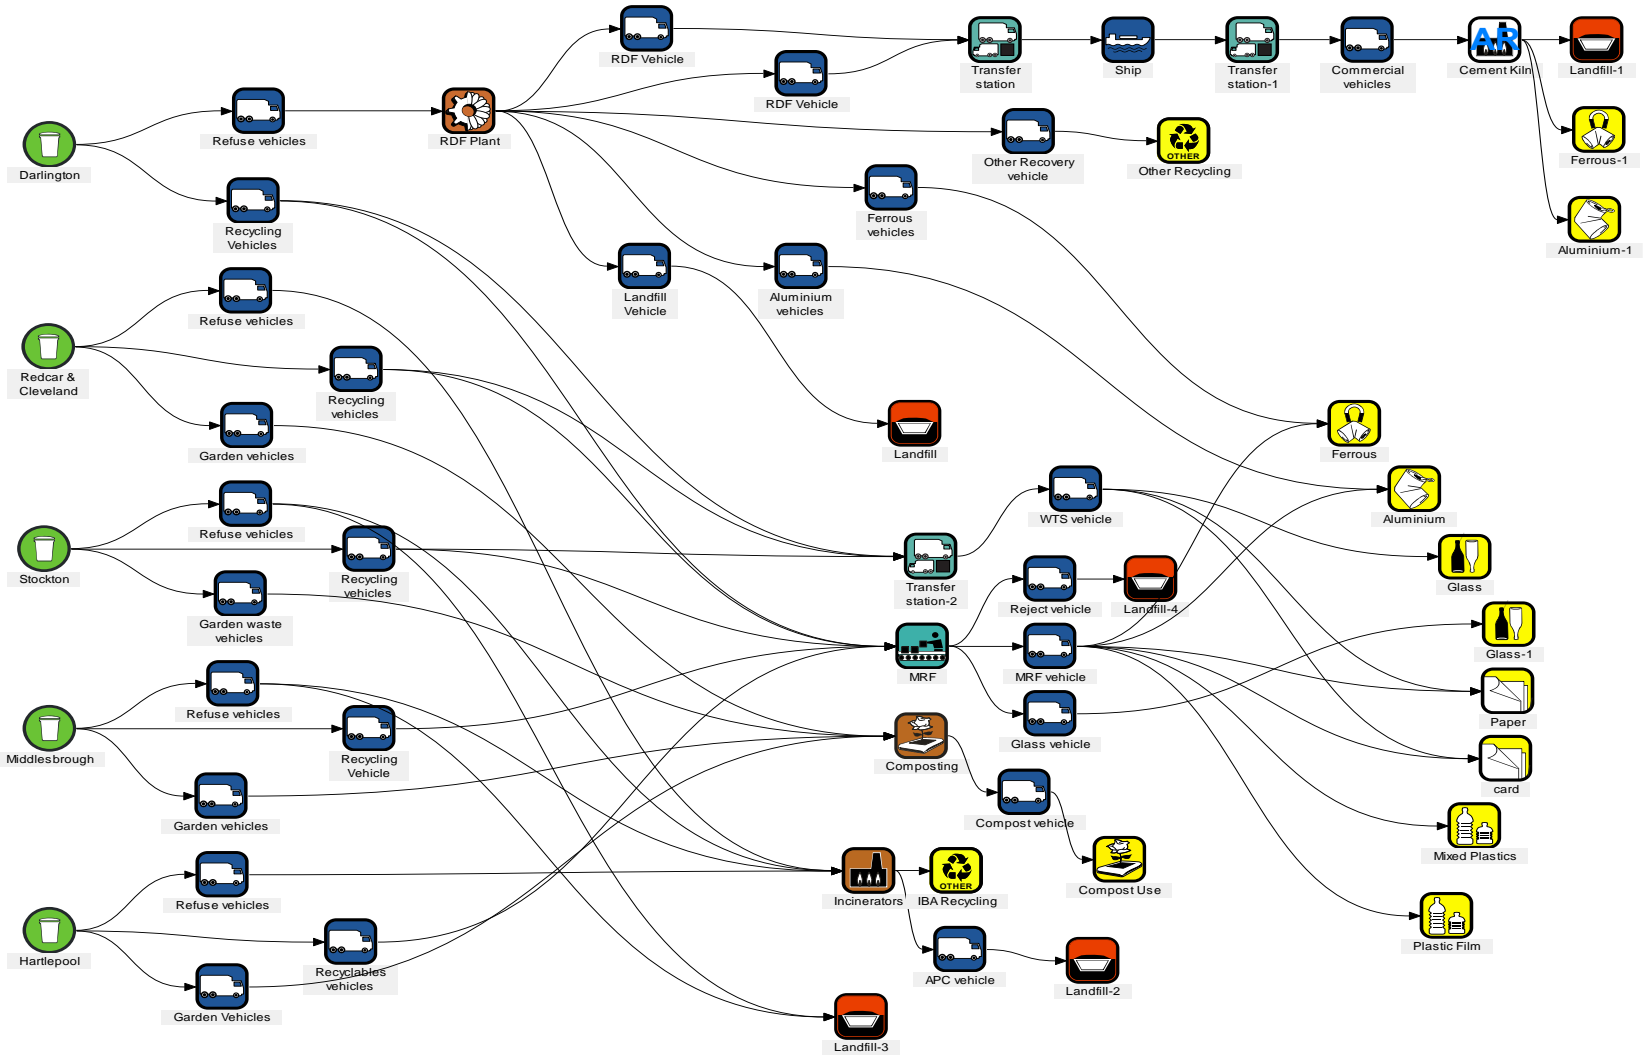 RDF Vehicle
Transfer
station
Ship
Transfer
station-1
Commercial
vehicles
AR
Cement Kiln
Landfill-1
RDF Vehicle
Refuse vehicles
RDF Plant
Darlington
Other Recovery
vehicle
OTHER
Other Recycling
Ferrous-1
Recycling
Vehicles
Ferrous
vehicles
Aluminium-1
Refuse vehicles
Landfill
Vehicle
Aluminium
vehicles
Redcar &
Cleveland
Recycling
vehicles
Garden vehicles
Landfill
Ferrous
Refuse vehicles
WTS vehicle
Aluminium
Stockton
Recycling
vehicles
Transfer
station-2
Glass
Garden waste
vehicles
Reject vehicle
Landfill-4
Glass-1
MRF
MRF vehicle
Refuse vehicles
Paper
Middlesbrough
Recycling
Vehicle
Glass vehicle
Composting
card
Garden vehicles
Compost vehicle
Mixed Plastics
Refuse vehicles
Incinerators
OTHER
IBA Recycling
Compost Use
Plastic Film
Hartlepool
Recyclables
vehicles
APC vehicle
Landfill-2
Garden Vehicles
Landfill-3